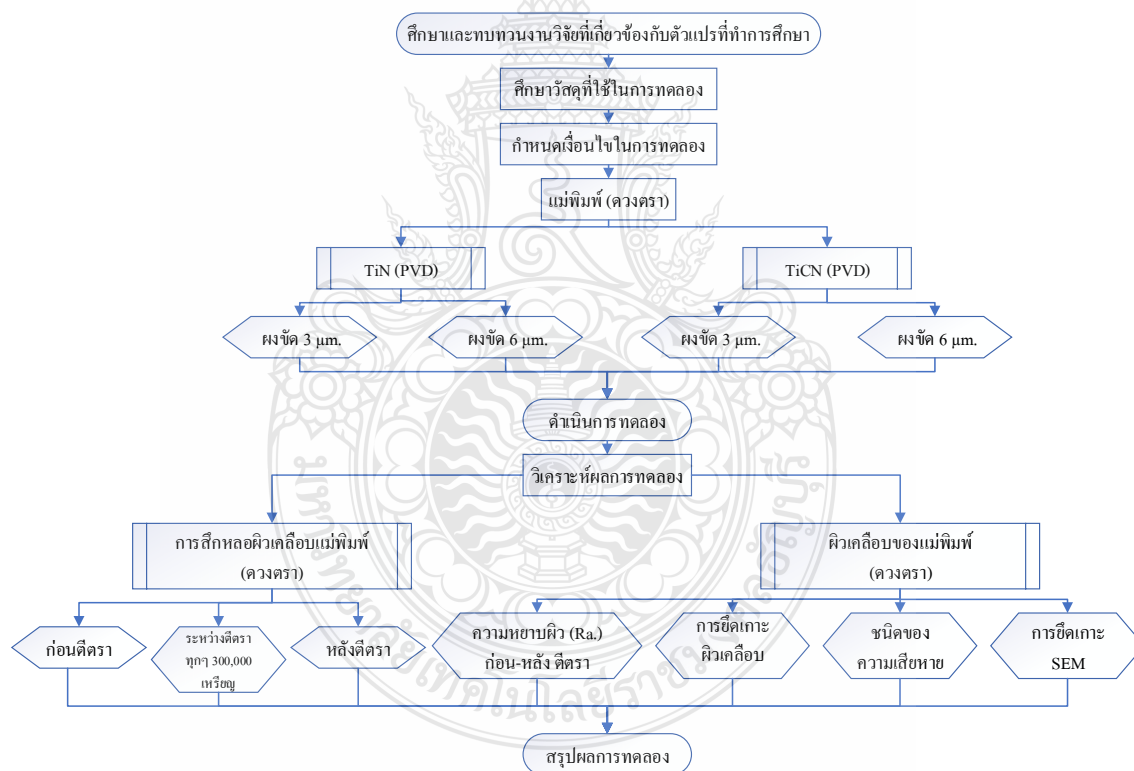 ศึกษาและทบทวนงานวิจัยที่เกี่ยวข้องกับตัวแปรที่ทำการศึกษา
ศึกษาวัสดุที่ใช้ในการทดลอง
กำหนดเงื่อนไขในการทดลอง
แม่พิมพ์ (ดวงตรา)
TiN (PVD)
TiCN (PVD)
ผงขัด 3 μm.
ผงขัด 6 μm.
ผงขัด 3 μm.
ผงขัด 6 μm.
ดำเนินการทดลอง
วิเคราะห์ผลการทดลอง
การสึกหลอผิวเคลือบแม่พิมพ์
(ดวงตรา)
ผิวเคลือบของแม่พิมพ์
(ดวงตรา)
ก่อนตีตรา
ระหว่างตีตรา
ทุกๆ 300,000
เหรียญ
หลังตีตรา
ความหยาบผิว (Ra.)
ก่อน-หลัง ตีตรา
การยึดเกาะ
ผิวเคลือบ
ชนิดของ
ความเสียหาย
การยึดเกาะ
SEM
สรุปผลการทดลอง